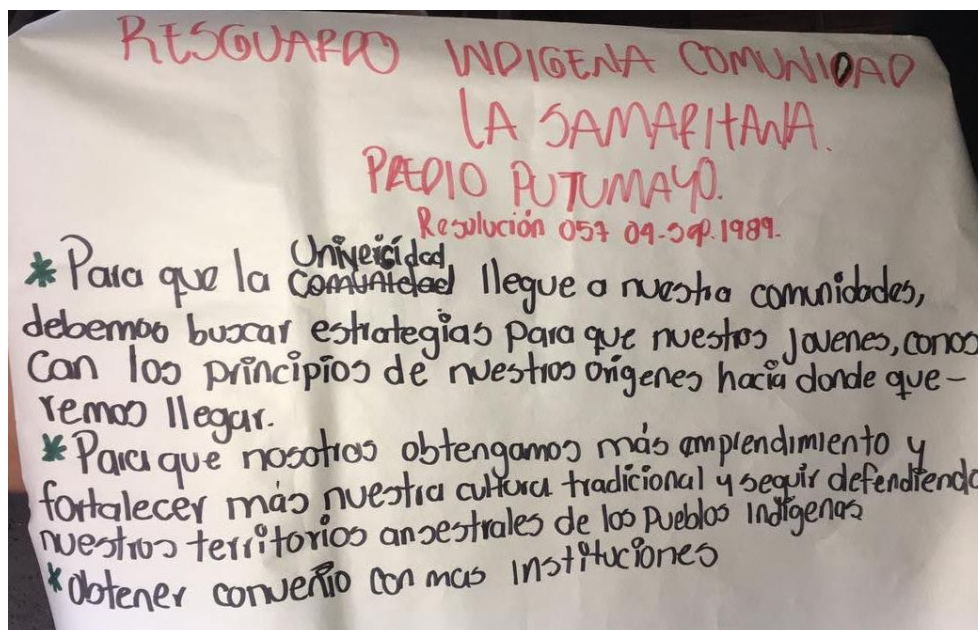 RESGUARDO INDIGENA COMUNIDAD
LA SAMARITANA.
PREDIO PUTUMAYO.
Resolución 057 04-Sep.1989.
Univeicidad
* Para que la comunidad llegue a nuestra comunidades,
debemos buscar estrategias para que nuestros jovenes, conos
can los principios de nuestros origenes hacia donde que-
remos llegar.
* Para que nosotros obtengamos más emprendimiento y
fortalecer más nuestra cultura tradicional y seguir defendiendo
nuestros territorios ansestrales de los Pueblos indigenas
* obtener convenio con mas instituciones